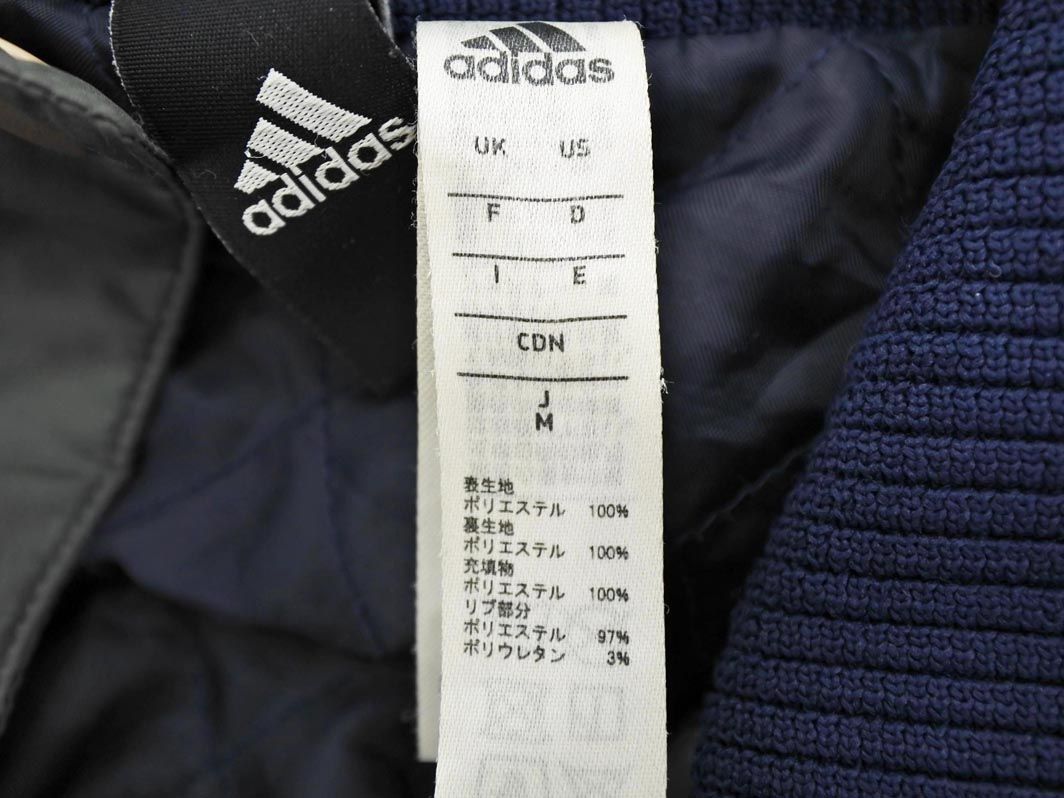 adidas
adidas
UK US
F D
I E
CDN
J
M
表生地
ポリエステル 100%
裏生地
ポリエステル 100%
充填物
ポリエステル 100%
リブ部分
ポリエステル 97%
ポリウレタン 3%